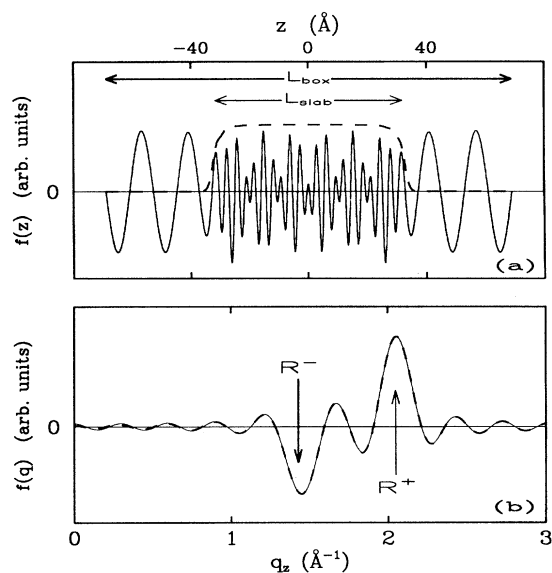 z (Å)
−40 0 40
L_box
L_slab
f(z) (arb. units)
0
(a)
R⁻
R⁺
f(q) (arb. units)
0
(b)
0 1 2 3
q_z (Å⁻¹)